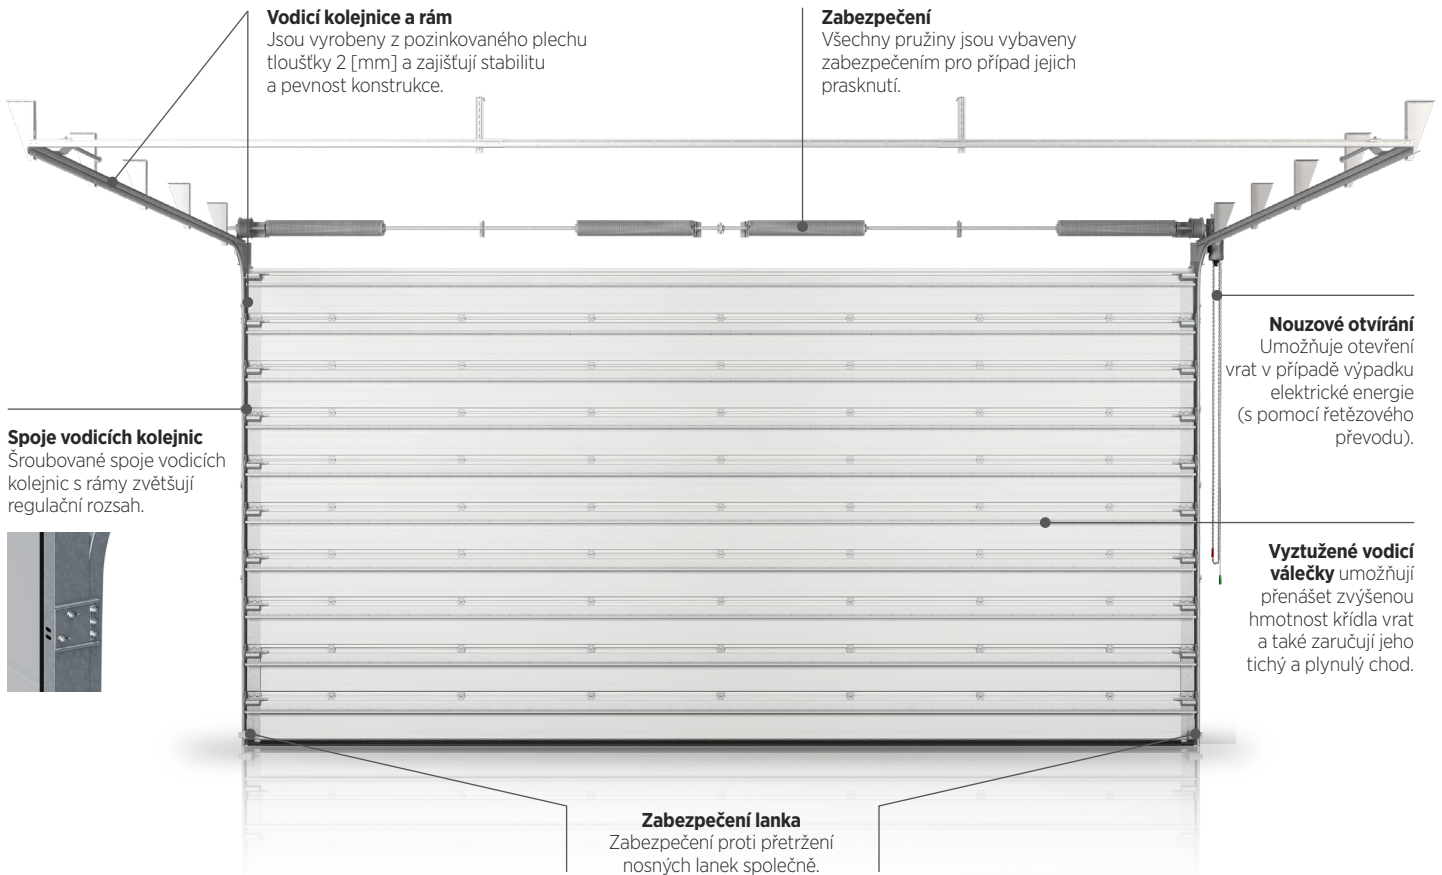 Vodicí kolejnice a rám
Jsou vyrobeny z pozinkovaného plechu
tloušťky 2 [mm] a zajišťují stabilitu
a pevnost konstrukce.
Zabezpečení
Všechny pružiny jsou vybaveny
zabezpečením pro případ jejich
prasknutí.
Nouzové otvírání
Umožňuje otevření
vrat v případě výpadku
elektrické energie
(s pomocí řetězového
převodu).
Spoje vodicích kolejnic
Šroubované spoje vodicích
kolejnic s rámy zvětšují
regulační rozsah.
Vyztužené vodicí
válečky umožňují
přenášet zvýšenou
hmotnost křídla vrat
a také zaručují jeho
tichý a plynulý chod.
Zabezpečení lanka
Zabezpečení proti přetržení
nosných lanek společně.